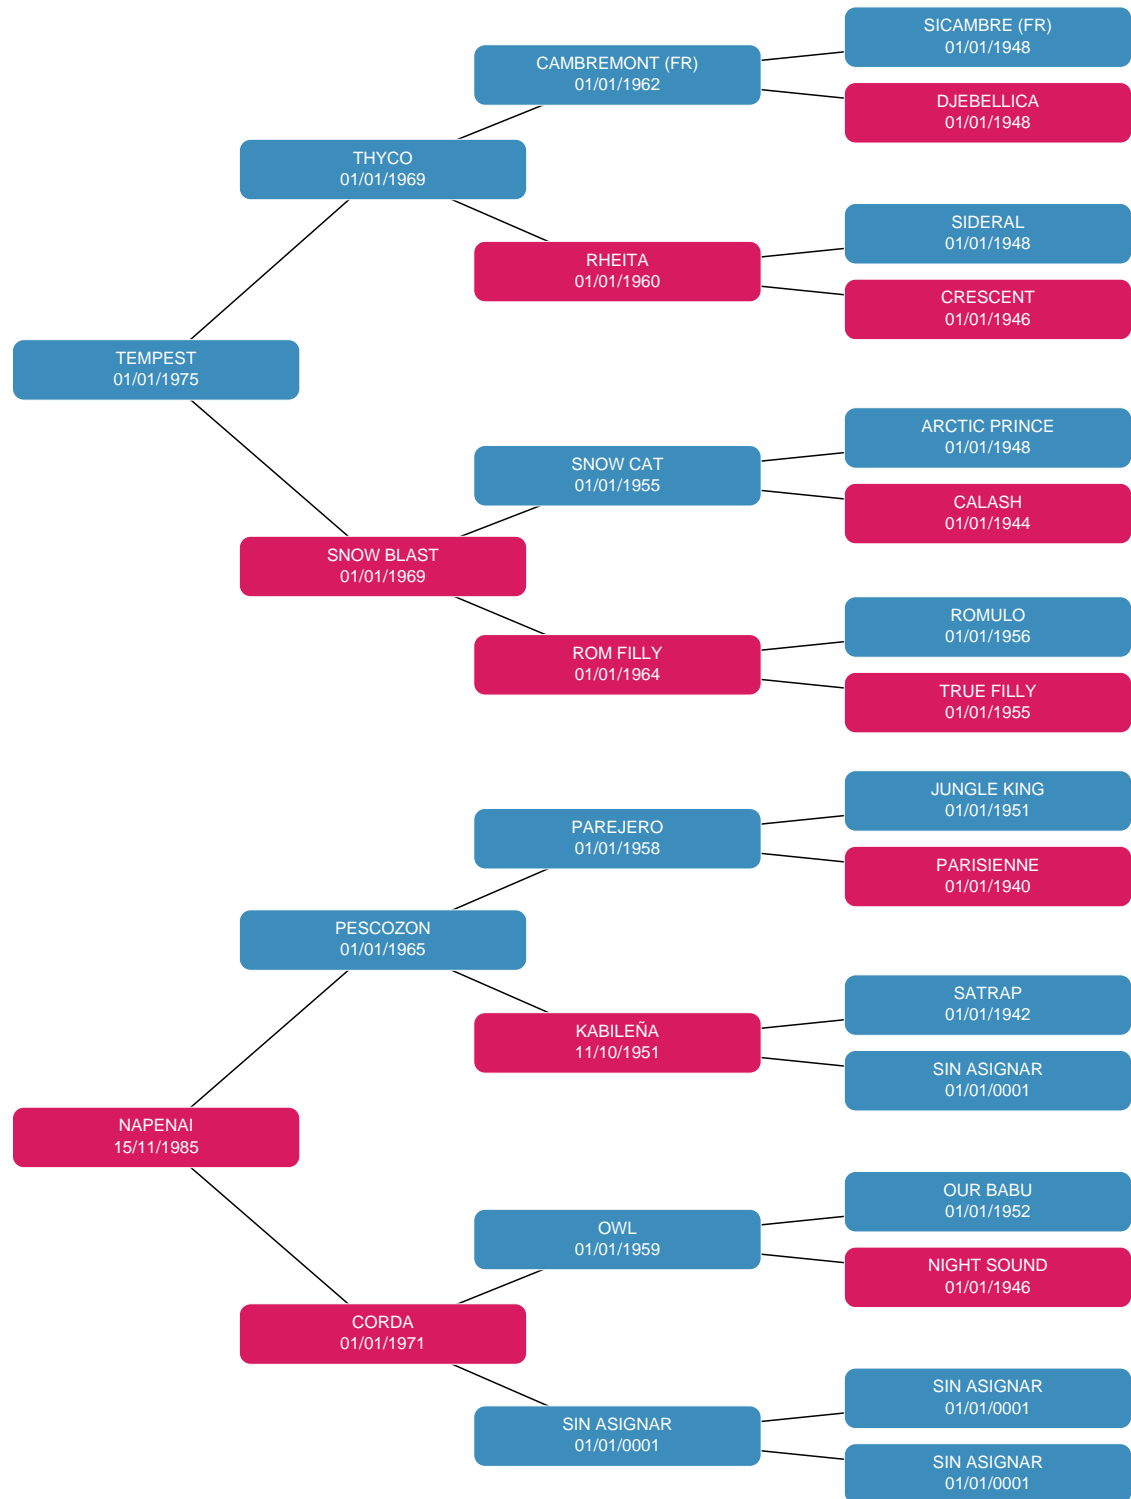 SICAMBRE (FR)
01/01/1948
CAMBREMONT (FR)
01/01/1962
DJEBELLICA
01/01/1948
THYCO
01/01/1969
SIDERAL
01/01/1948
RHEITA
01/01/1960
CRESCENT
01/01/1946
TEMPEST
01/01/1975
ARCTIC PRINCE
01/01/1948
SNOW CAT
01/01/1955
CALASH
01/01/1944
SNOW BLAST
01/01/1969
ROMULO
01/01/1956
ROM FILLY
01/01/1964
TRUE FILLY
01/01/1955
JUNGLE KING
01/01/1951
PAREJERO
01/01/1958
PARISIENNE
01/01/1940
PESCOZON
01/01/1965
SATRAP
01/01/1942
KABILEÑA
11/10/1951
SIN ASIGNAR
01/01/0001
NAPENAI
15/11/1985
OUR BABU
01/01/1952
OWL
01/01/1959
NIGHT SOUND
01/01/1946
CORDA
01/01/1971
SIN ASIGNAR
01/01/0001
SIN ASIGNAR
01/01/0001
SIN ASIGNAR
01/01/0001